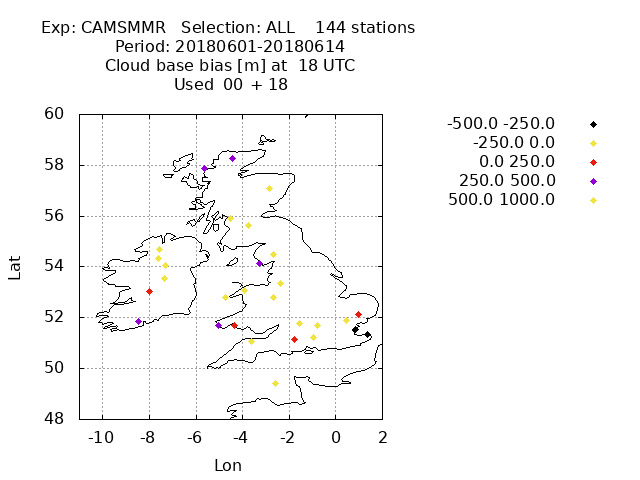 Exp: CAMSMMR   Selection: ALL    144 stations
Period: 20180601-20180614
Cloud base bias [m] at  18 UTC
Used  00 + 18
-500.0 -250.0
-250.0 0.0
0.0 250.0
250.0 500.0
500.0 1000.0
60
58
56
54
52
50
48
Lat
-10 -8 -6 -4 -2 0 2
Lon